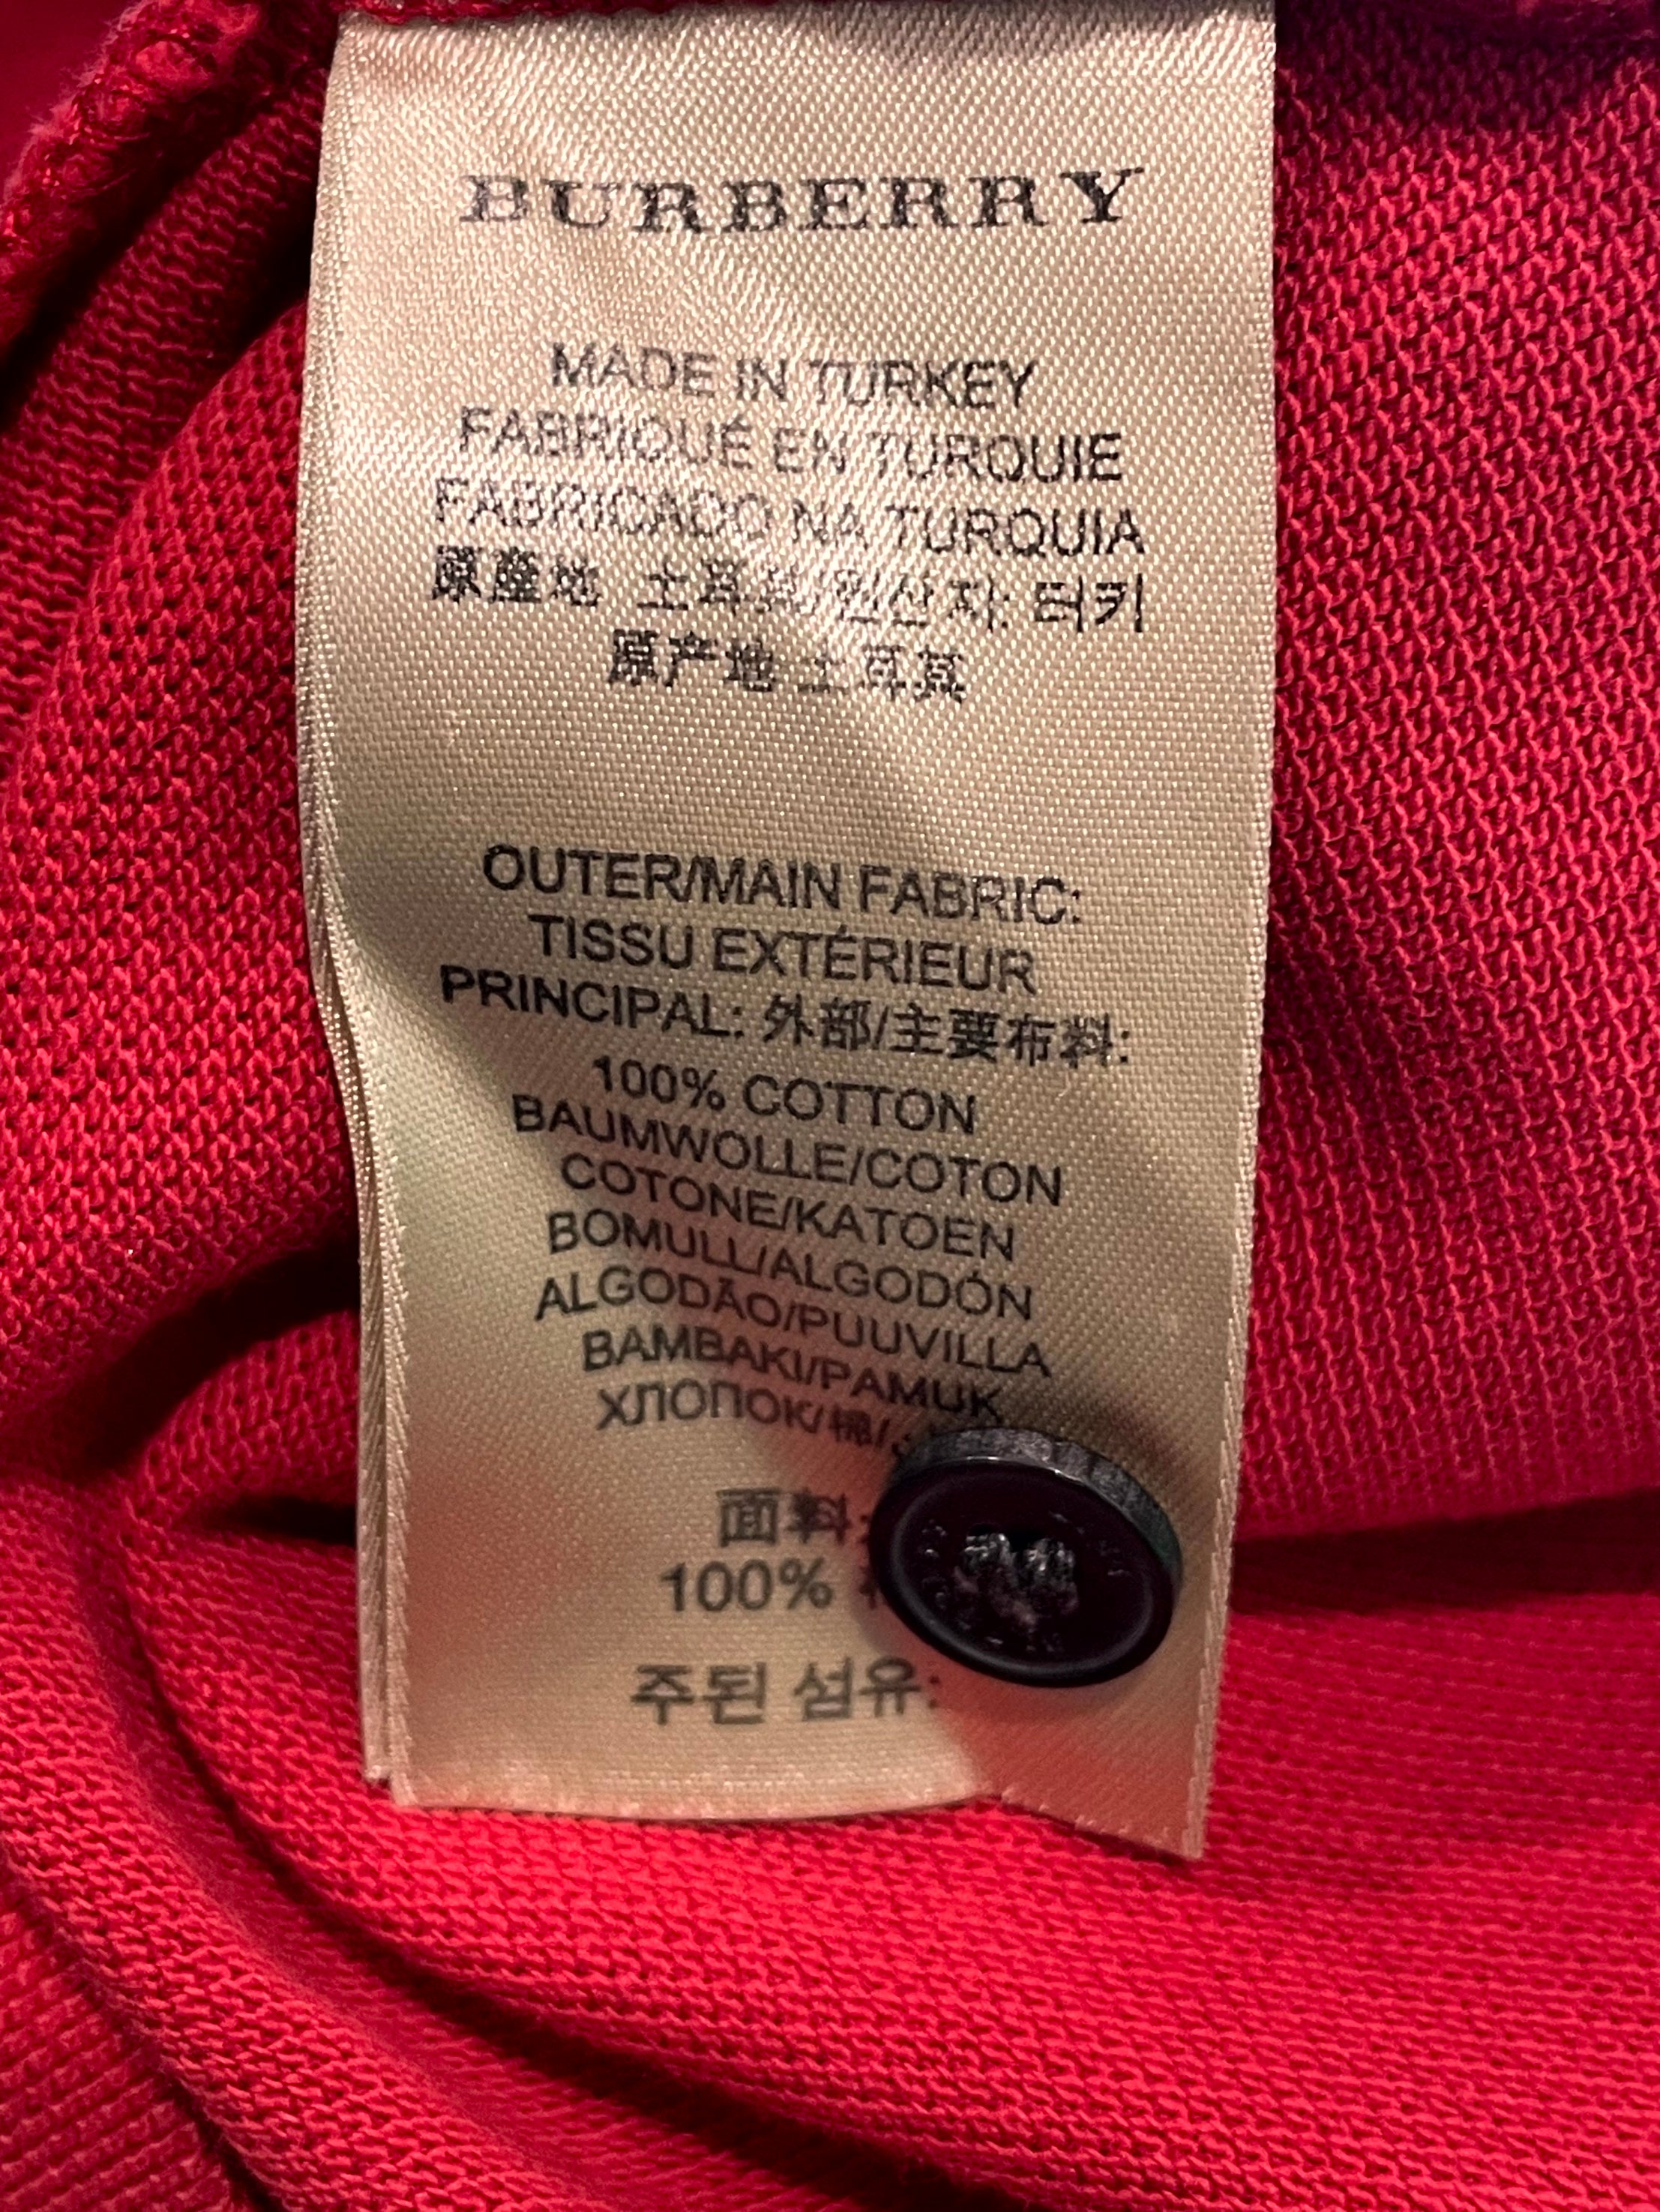 BURBERRY
MADE IN TURKEY
FABRIQUÉ EN TURQUIE
FABRICADO NA TURQUIA
原產地 土耳其/원산지: 터키
原产地 土耳其
OUTER/MAIN FABRIC:
TISSU EXTÉRIEUR
PRINCIPAL: 外部/主要布料:
100% COTTON
BAUMWOLLE/COTON
COTONE/KATOEN
BOMULL/ALGODÓN
ALGODÃO/PUUVILLA
BAMBAKI/PAMUK
ХЛОПОК/棉/
面料:
100%
주된 섬유: